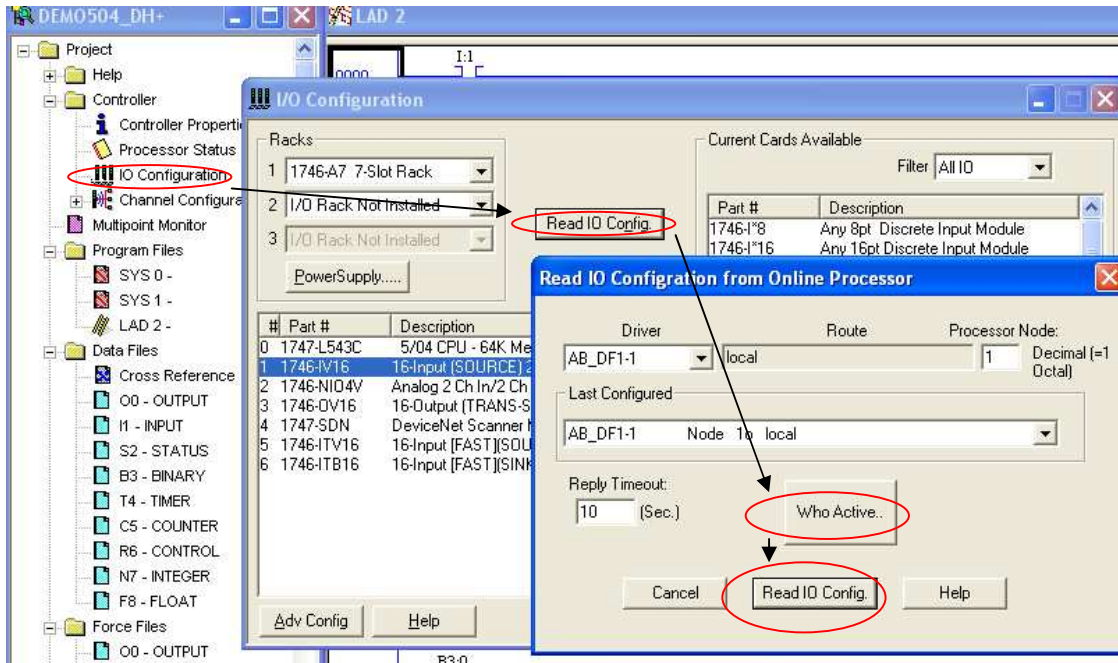 DEMO504_DH+
LAD 2
Project
Help
Controller
Controller Properti
Processor Status
IO Configuration
Channel Configura
Multipoint Monitor
Program Files
SYS 0 -
SYS 1 -
LAD 2 -
Data Files
Cross Reference
O0 - OUTPUT
I1 - INPUT
S2 - STATUS
B3 - BINARY
T4 - TIMER
C5 - COUNTER
R6 - CONTROL
N7 - INTEGER
F8 - FLOAT
Force Files
O0 - OUTPUT
I:1
0000
I/O Configuration
Racks
1 1746-A7 7-Slot Rack
2 I/O Rack Not Installed
3 I/O Rack Not Installed
PowerSupply.....
Read IO Config.
Current Cards Available
Filter All IO
Part # Description
1746-I*8 Any 8pt Discrete Input Module
1746-I*16 Any 16pt Discrete Input Module
# Part # Description
0 1747-L543C 5/04 CPU - 64K Me
1 1746-IV16 16-Input (SOURCE) 2
2 1746-NIO4V Analog 2 Ch In/2 Ch
3 1746-OV16 16-Output (TRANS-S
4 1747-SDN DeviceNet Scanner
5 1746-ITV16 16-Input [FAST](SOU
6 1746-ITB16 16-Input [FAST](SINK
Adv Config Help
Read IO Configration from Online Processor
Driver Route Processor Node:
AB_DF1-1 local 1 Decimal (=1
Octal)
Last Configured
AB_DF1-1 Node 1o local
Reply Timeout:
10 (Sec.)
Who Active..
Cancel Read IO Config. Help
B3:0